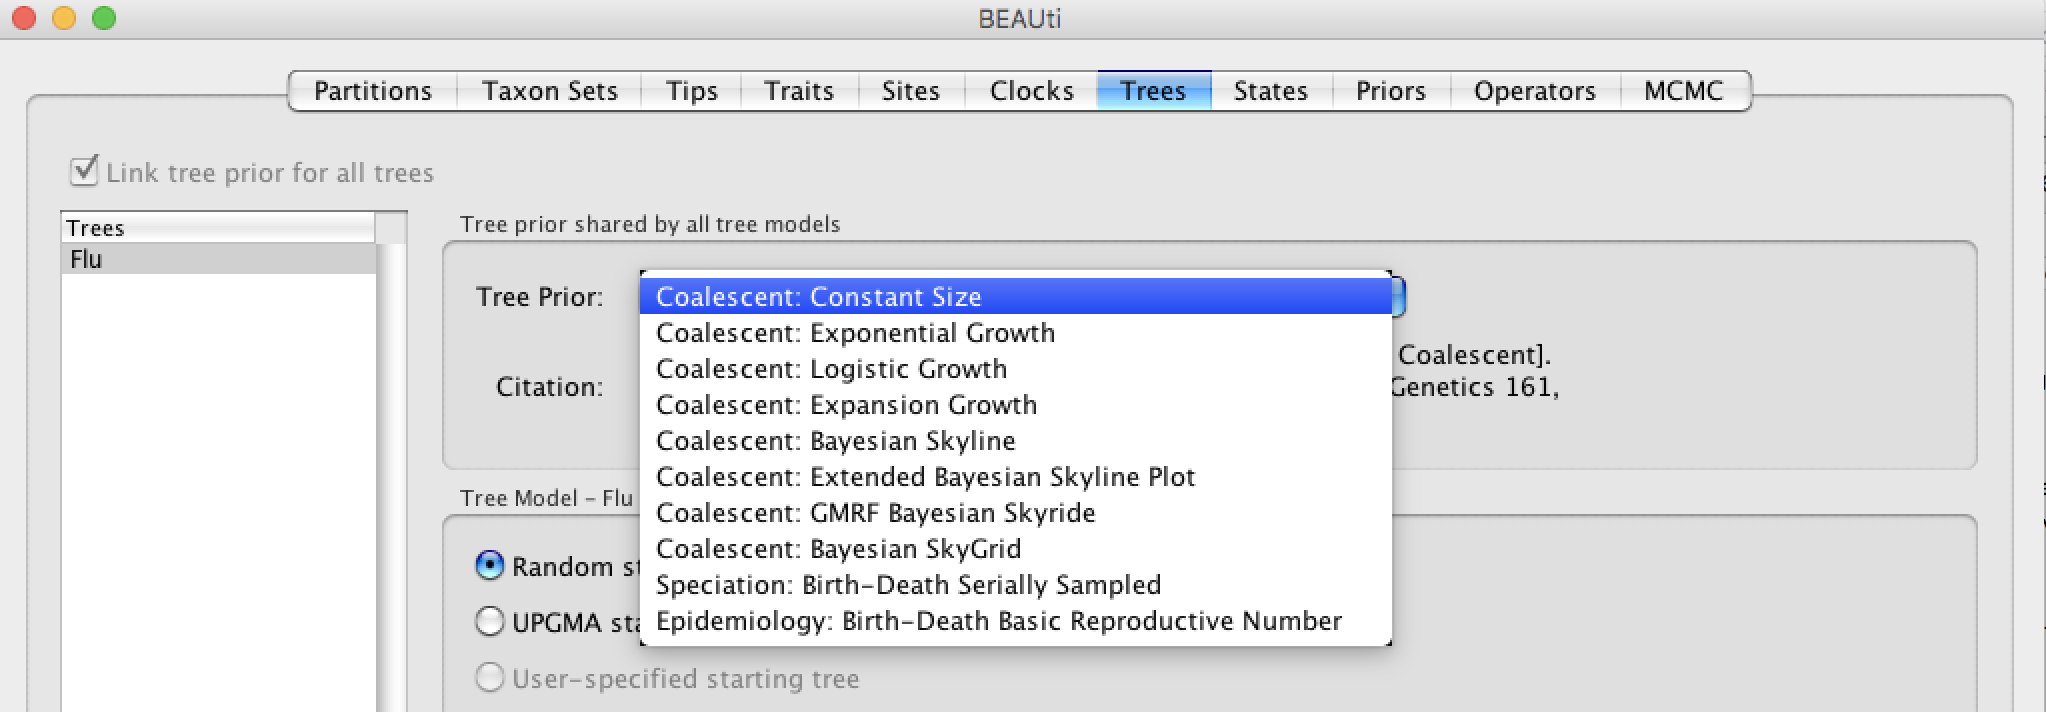 BEAUti
Partitions Taxon Sets Tips Traits Sites Clocks Trees States Priors Operators MCMC
Link tree prior for all trees
Trees
Flu
Tree prior shared by all tree models
Tree Prior:
Coalescent: Constant Size
Coalescent: Exponential Growth
Coalescent: Logistic Growth
Coalescent: Expansion Growth
Coalescent: Bayesian Skyline
Coalescent: Extended Bayesian Skyline Plot
Coalescent: GMRF Bayesian Skyride
Coalescent: Bayesian SkyGrid
Speciation: Birth-Death Serially Sampled
Epidemiology: Birth-Death Basic Reproductive Number
Citation:
Coalescent].
Genetics 161,
Tree Model - Flu
Random
UPGMA
User-specified starting tree